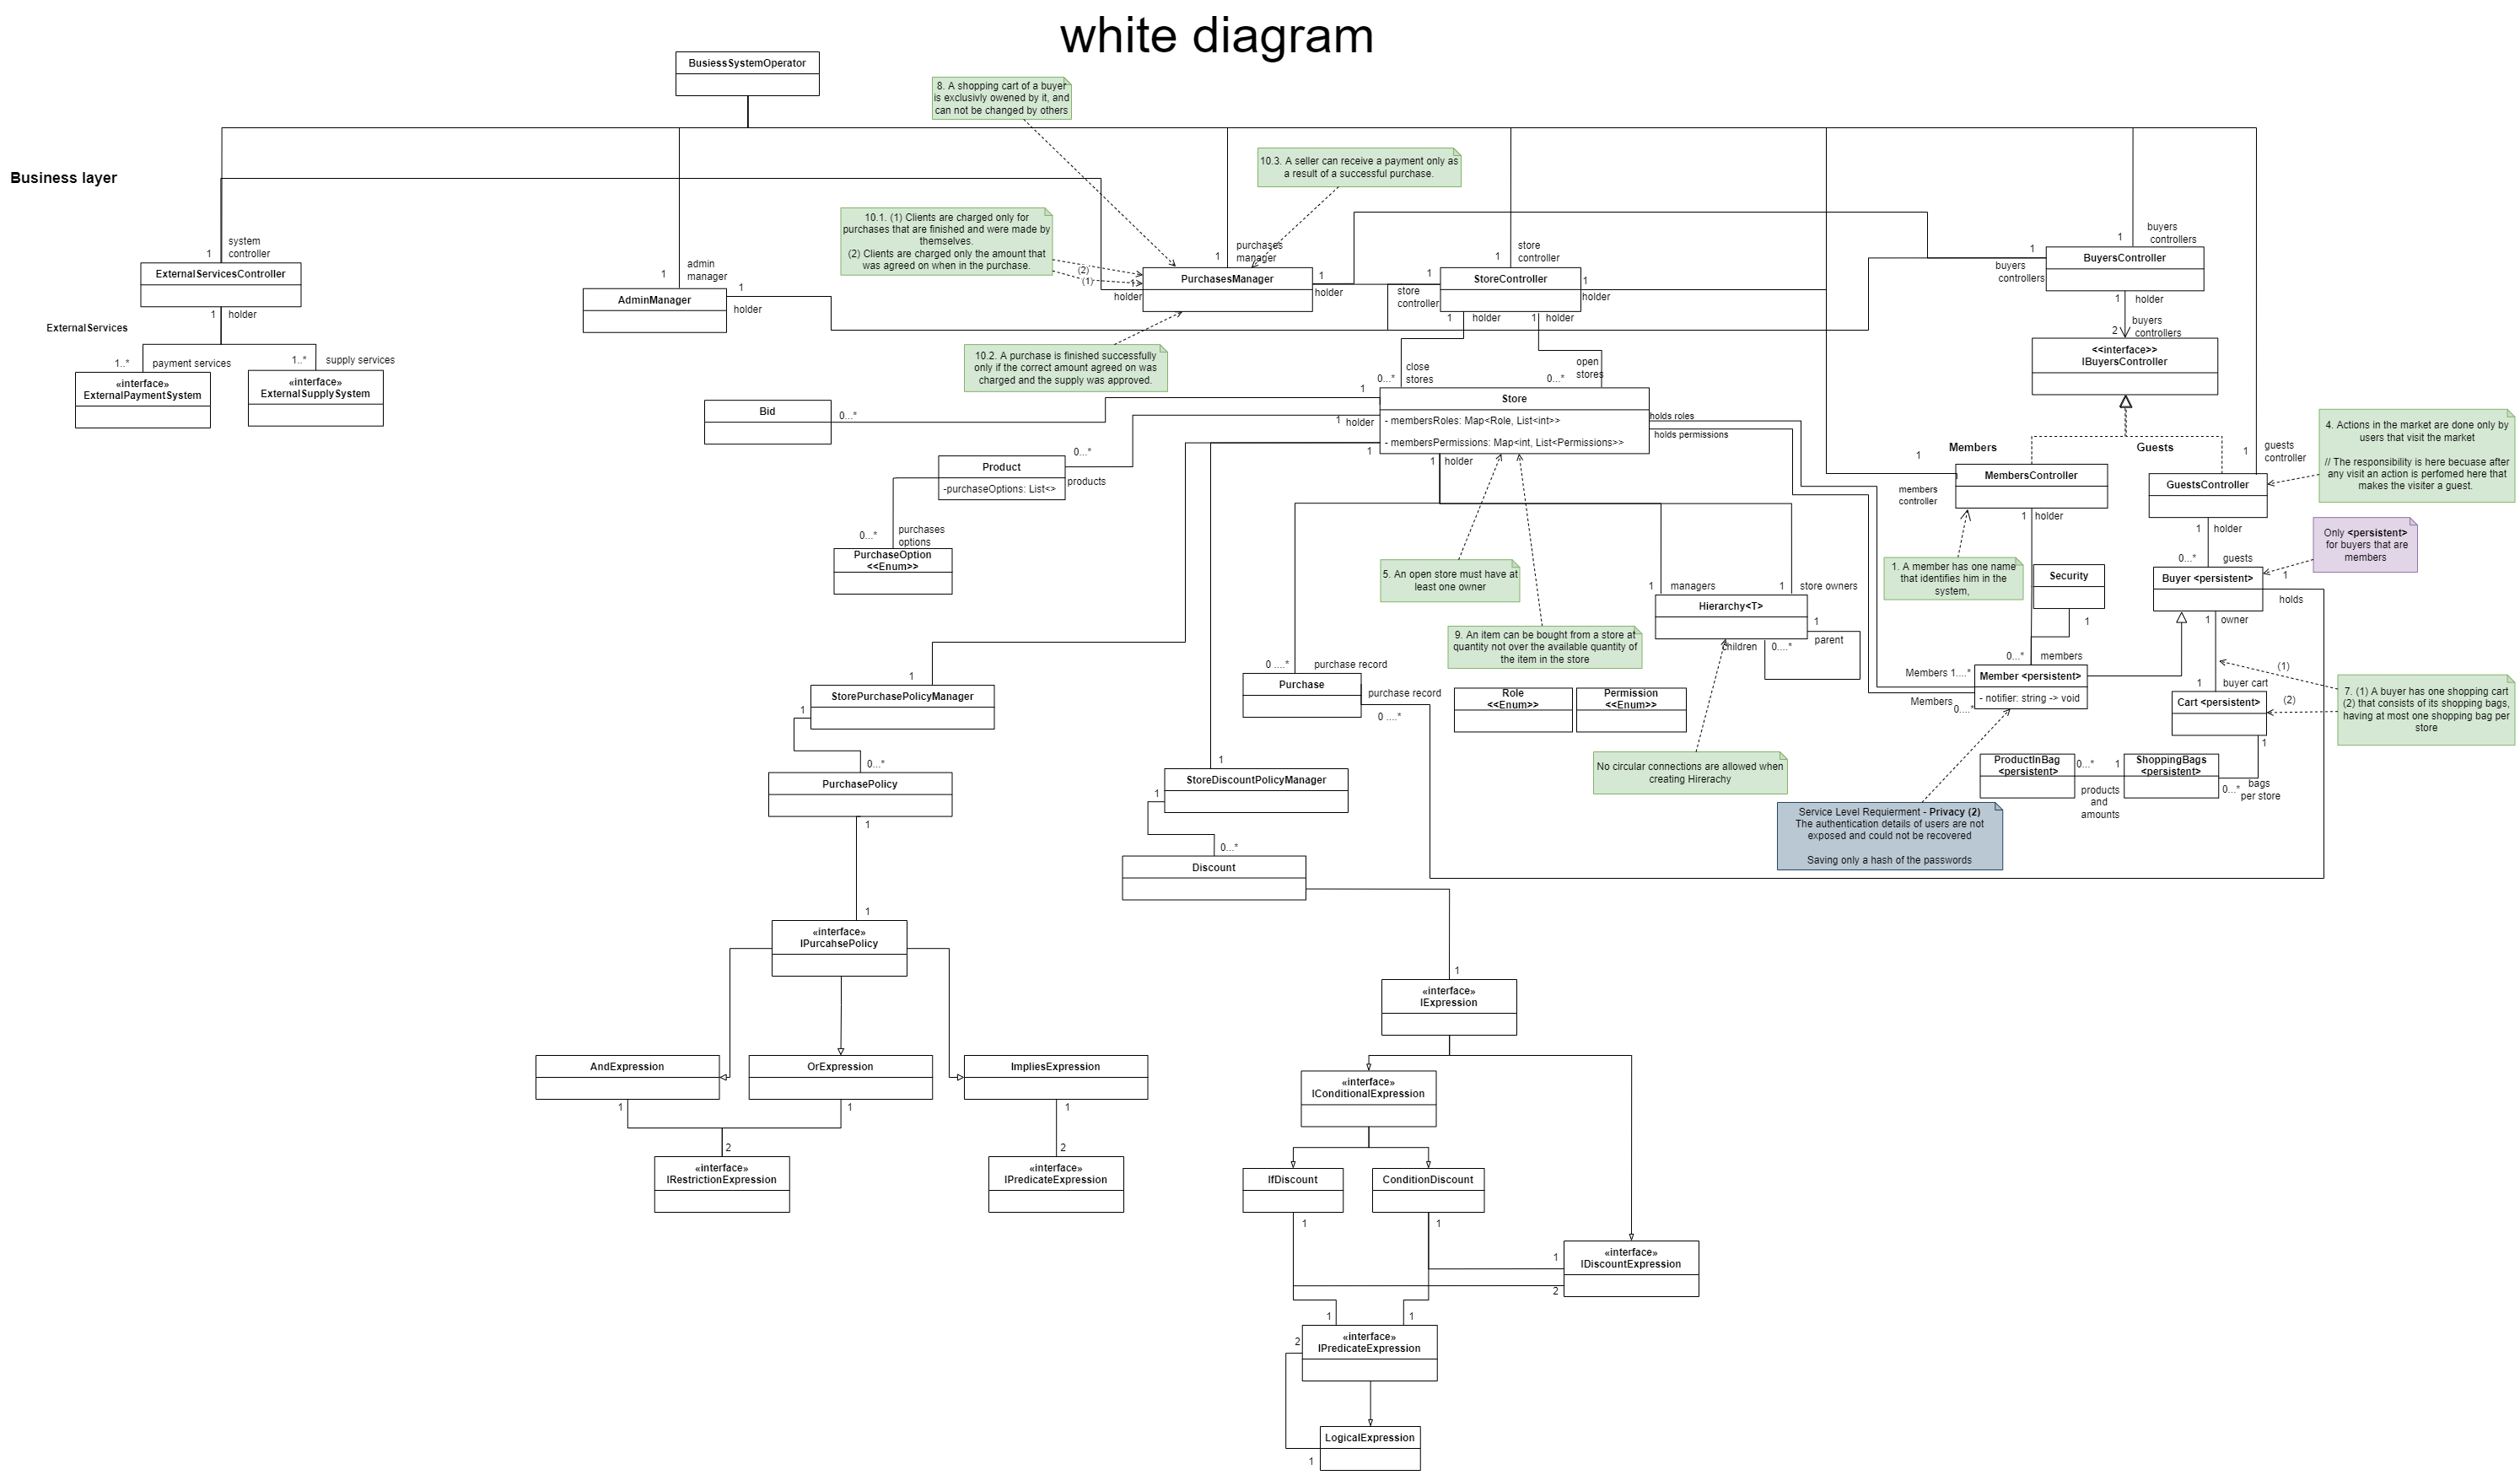 white diagram
BusiessSystemOperator
8. A shopping cart of a buyer
is exclusivly owened by it, and
can not be changed by others
10.3. A seller can receive a payment only as
a result of a successful purchase.
Business layer
10.1. (1) Clients are charged only for
purchases that are finished and were made by
themselves.
(2) Clients are charged only the amount that
was agreed on when in the purchase.
(2)
(1)
1
system
controller
ExternalServicesController
1
holder
ExternalServices
1..*
payment services
1..*
supply services
«interface»
ExternalPaymentSystem
«interface»
ExternalSupplySystem
1
admin
manager
AdminManager
1
holder
1
purchases
manager
PurchasesManager
1
holder
1
holder
10.2. A purchase is finished successfully
only if the correct amount agreed on was
charged and the supply was approved.
1
store
controller
StoreController
1
store
controller
1
holder
1
holder
1
holder
1
buyers
controllers
BuyersController
1
buyers
controllers
1
holder
2
buyers
controllers
<<interface>>
IBuyersController
0...*
close
stores
0...*
open
stores
Store
- membersRoles: Map<Role, List<int>>
- membersPermissions: Map<int, List<Permissions>>
1
1
holder
1
1
holder
holds roles
holds permissions
Bid
0...*
Product
-purchaseOptions: List<>
0...*
products
0...*
purchases
options
PurchaseOption
<<Enum>>
Members
Guests
1
members
controller
MembersController
1
holder
1
guests
controller
GuestsController
1
holder
4. Actions in the market are done only by
users that visit the market
// The responsibility is here becuase after
any visit an action is perfomed here that
makes the visiter a guest.
Only <persistent>
for buyers that are
members
5. An open store must have at
least one owner
1. A member has one name
that identifies him in the
system,
Security
1
0...*
guests
Buyer <persistent>
1
holds
1
owner
1
managers
1
store owners
Hierarchy<T>
1
parent
children
0....*
9. An item can be bought from a store at
quantity not over the available quantity of
the item in the store
No circular connections are allowed when
creating Hirerachy
0...*
members
Members 1....*
Member <persistent>
- notifier: string -> void
Members
0....*
(1)
1
buyer cart
Cart <persistent>
(2)
1
7. (1) A buyer has one shopping cart
(2) that consists of its shopping bags,
having at most one shopping bag per
store
ProductInBag
<persistent>
0...*
1
products
and
amounts
ShoppingBags
<persistent>
0...*
bags
per store
Service Level Requierment - Privacy (2)
The authentication details of users are not
exposed and could not be recovered
Saving only a hash of the passwords
0 ....*
purchase record
Purchase
purchase record
0 ....*
Role
<<Enum>>
Permission
<<Enum>>
1
StorePurchasePolicyManager
1
0...*
PurchasePolicy
1
1
«interface»
IPurcahsePolicy
1
StoreDiscountPolicyManager
1
0...*
Discount
1
«interface»
IExpression
AndExpression
OrExpression
ImpliesExpression
1
1
1
2
2
«interface»
IRestrictionExpression
«interface»
IPredicateExpression
«interface»
IConditionalExpression
IfDiscount
ConditionDiscount
1
1
1
2
«interface»
IDiscountExpression
1
1
2
«interface»
IPredicateExpression
LogicalExpression
1